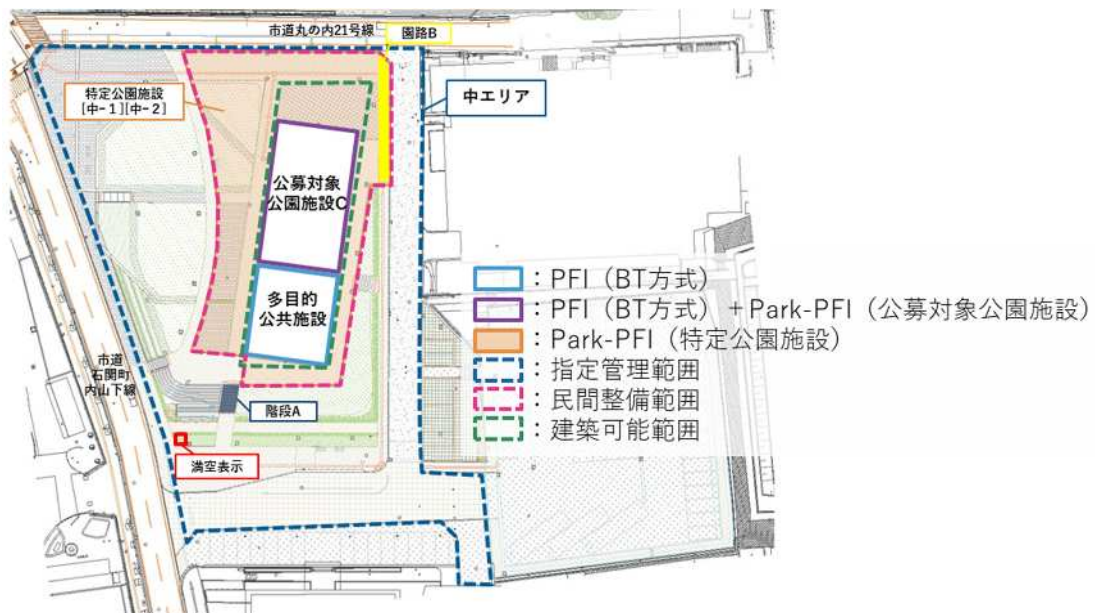 市道丸の内21号線
園路B
特定公園施設
[中-1][中-2]
中エリア
公募対象
公園施設C
多目的
公共施設
市道
石関町
内山下線
階段A
満空表示
：PFI（BT方式）
：PFI（BT方式）＋Park-PFI（公募対象公園施設）
：Park-PFI（特定公園施設）
：指定管理範囲
：民間整備範囲
：建築可能範囲